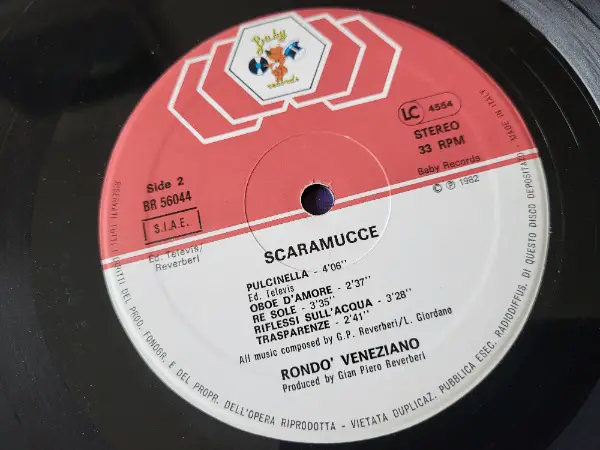 Baby
records
LC 4554
STEREO
33 RPM
Baby Records
© ℗ 1982
Side 2
BR 56044
S.I.A.E.
Ed. Televis/
Reverberi
SCARAMUCCE
PULCINELLA - 4'06"
Ed. Televis
OBOE D'AMORE - 2'37"
RE SOLE - 3'35"
RIFLESSI SULL'ACQUA - 3'28"
TRASPARENZE - 2'41"
All music composed by G.P. Reverberi/L. Giordano
RONDO' VENEZIANO
Produced by Gian Piero Reverberi
RISERVATI TUTTI I DIRITTI DEL PROD. FONOGR. E DEL PROPR. DELL'OPERA RIPRODOTTA - VIETATA DUPLICAZ. PUBBLICA ESEC. RADIODIFFUS. DI QUESTO DISCO DEPOSITATO MADE IN ITALY